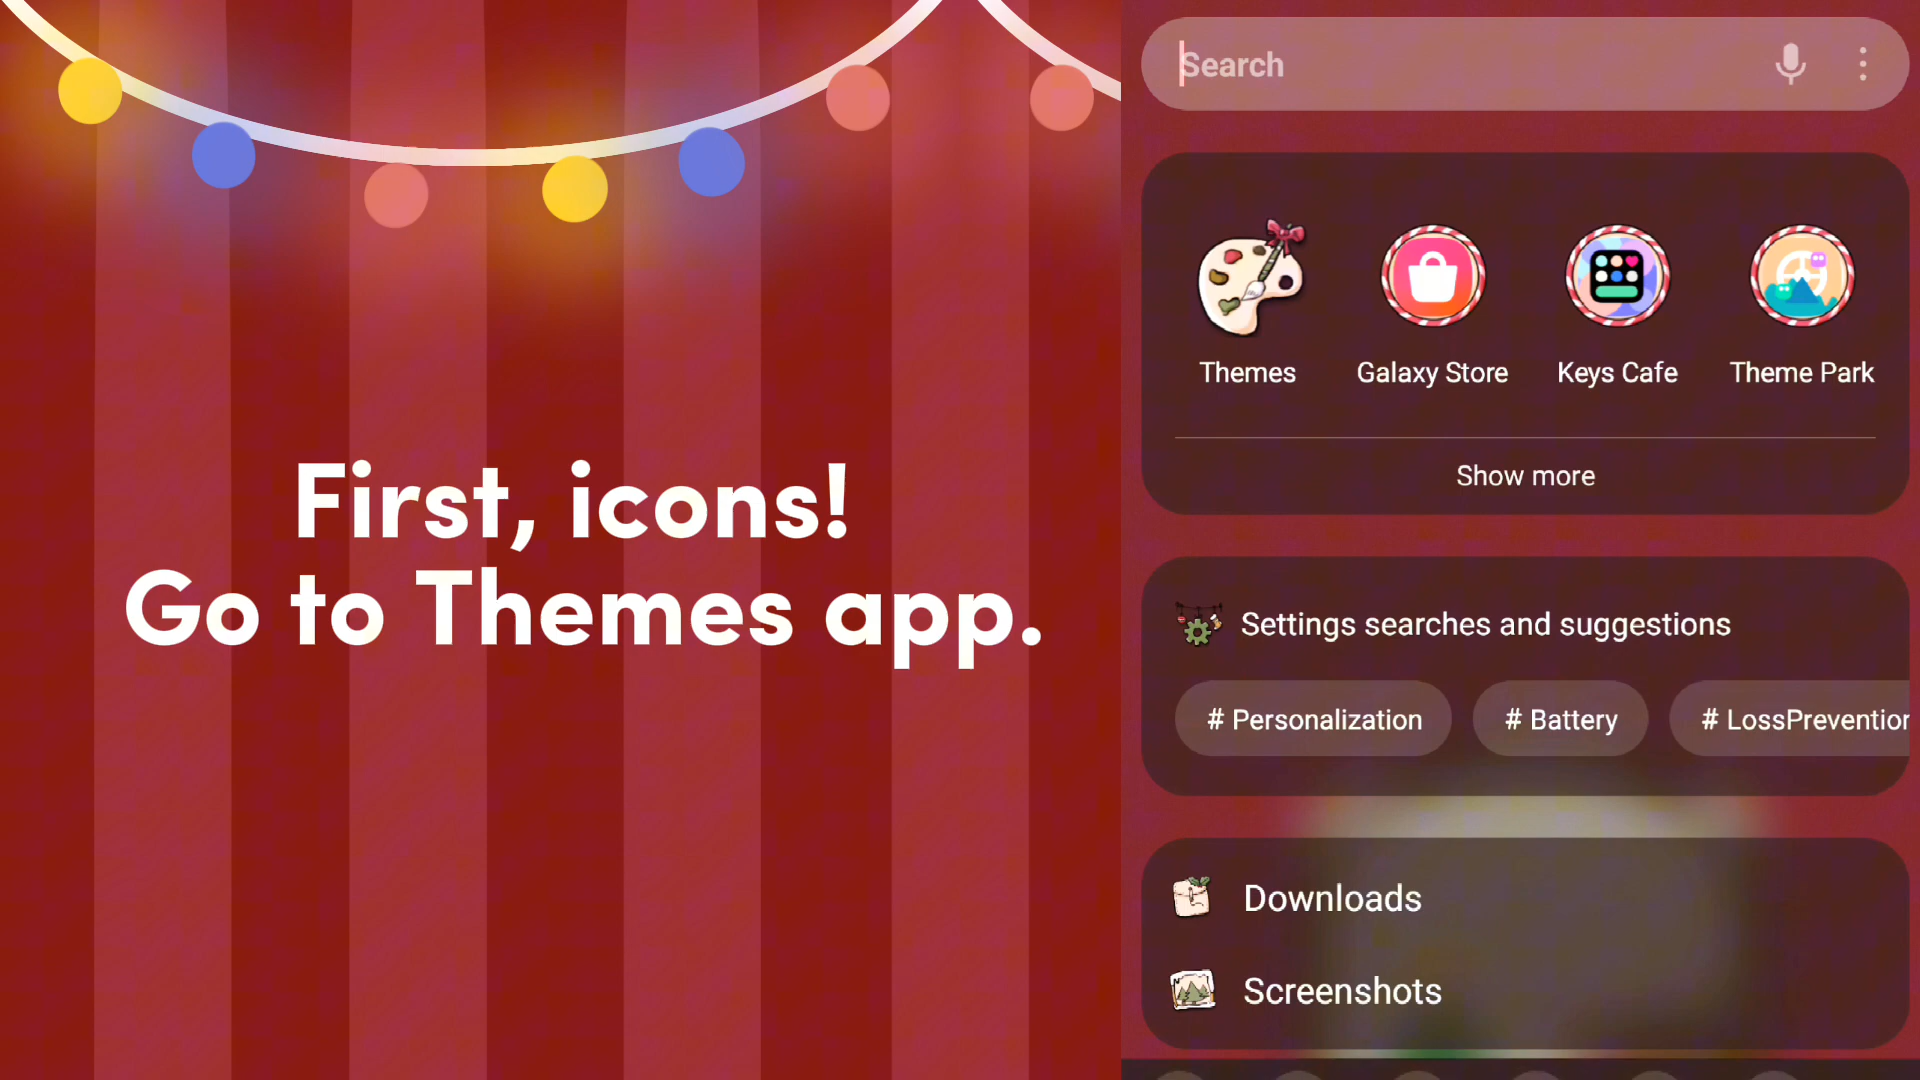 First, icons!
Go to Themes app.
Search
Themes
Galaxy Store
Keys Cafe
Theme Park
Show more
Settings searches and suggestions
# Personalization
# Battery
# LossPrevention
Downloads
Screenshots